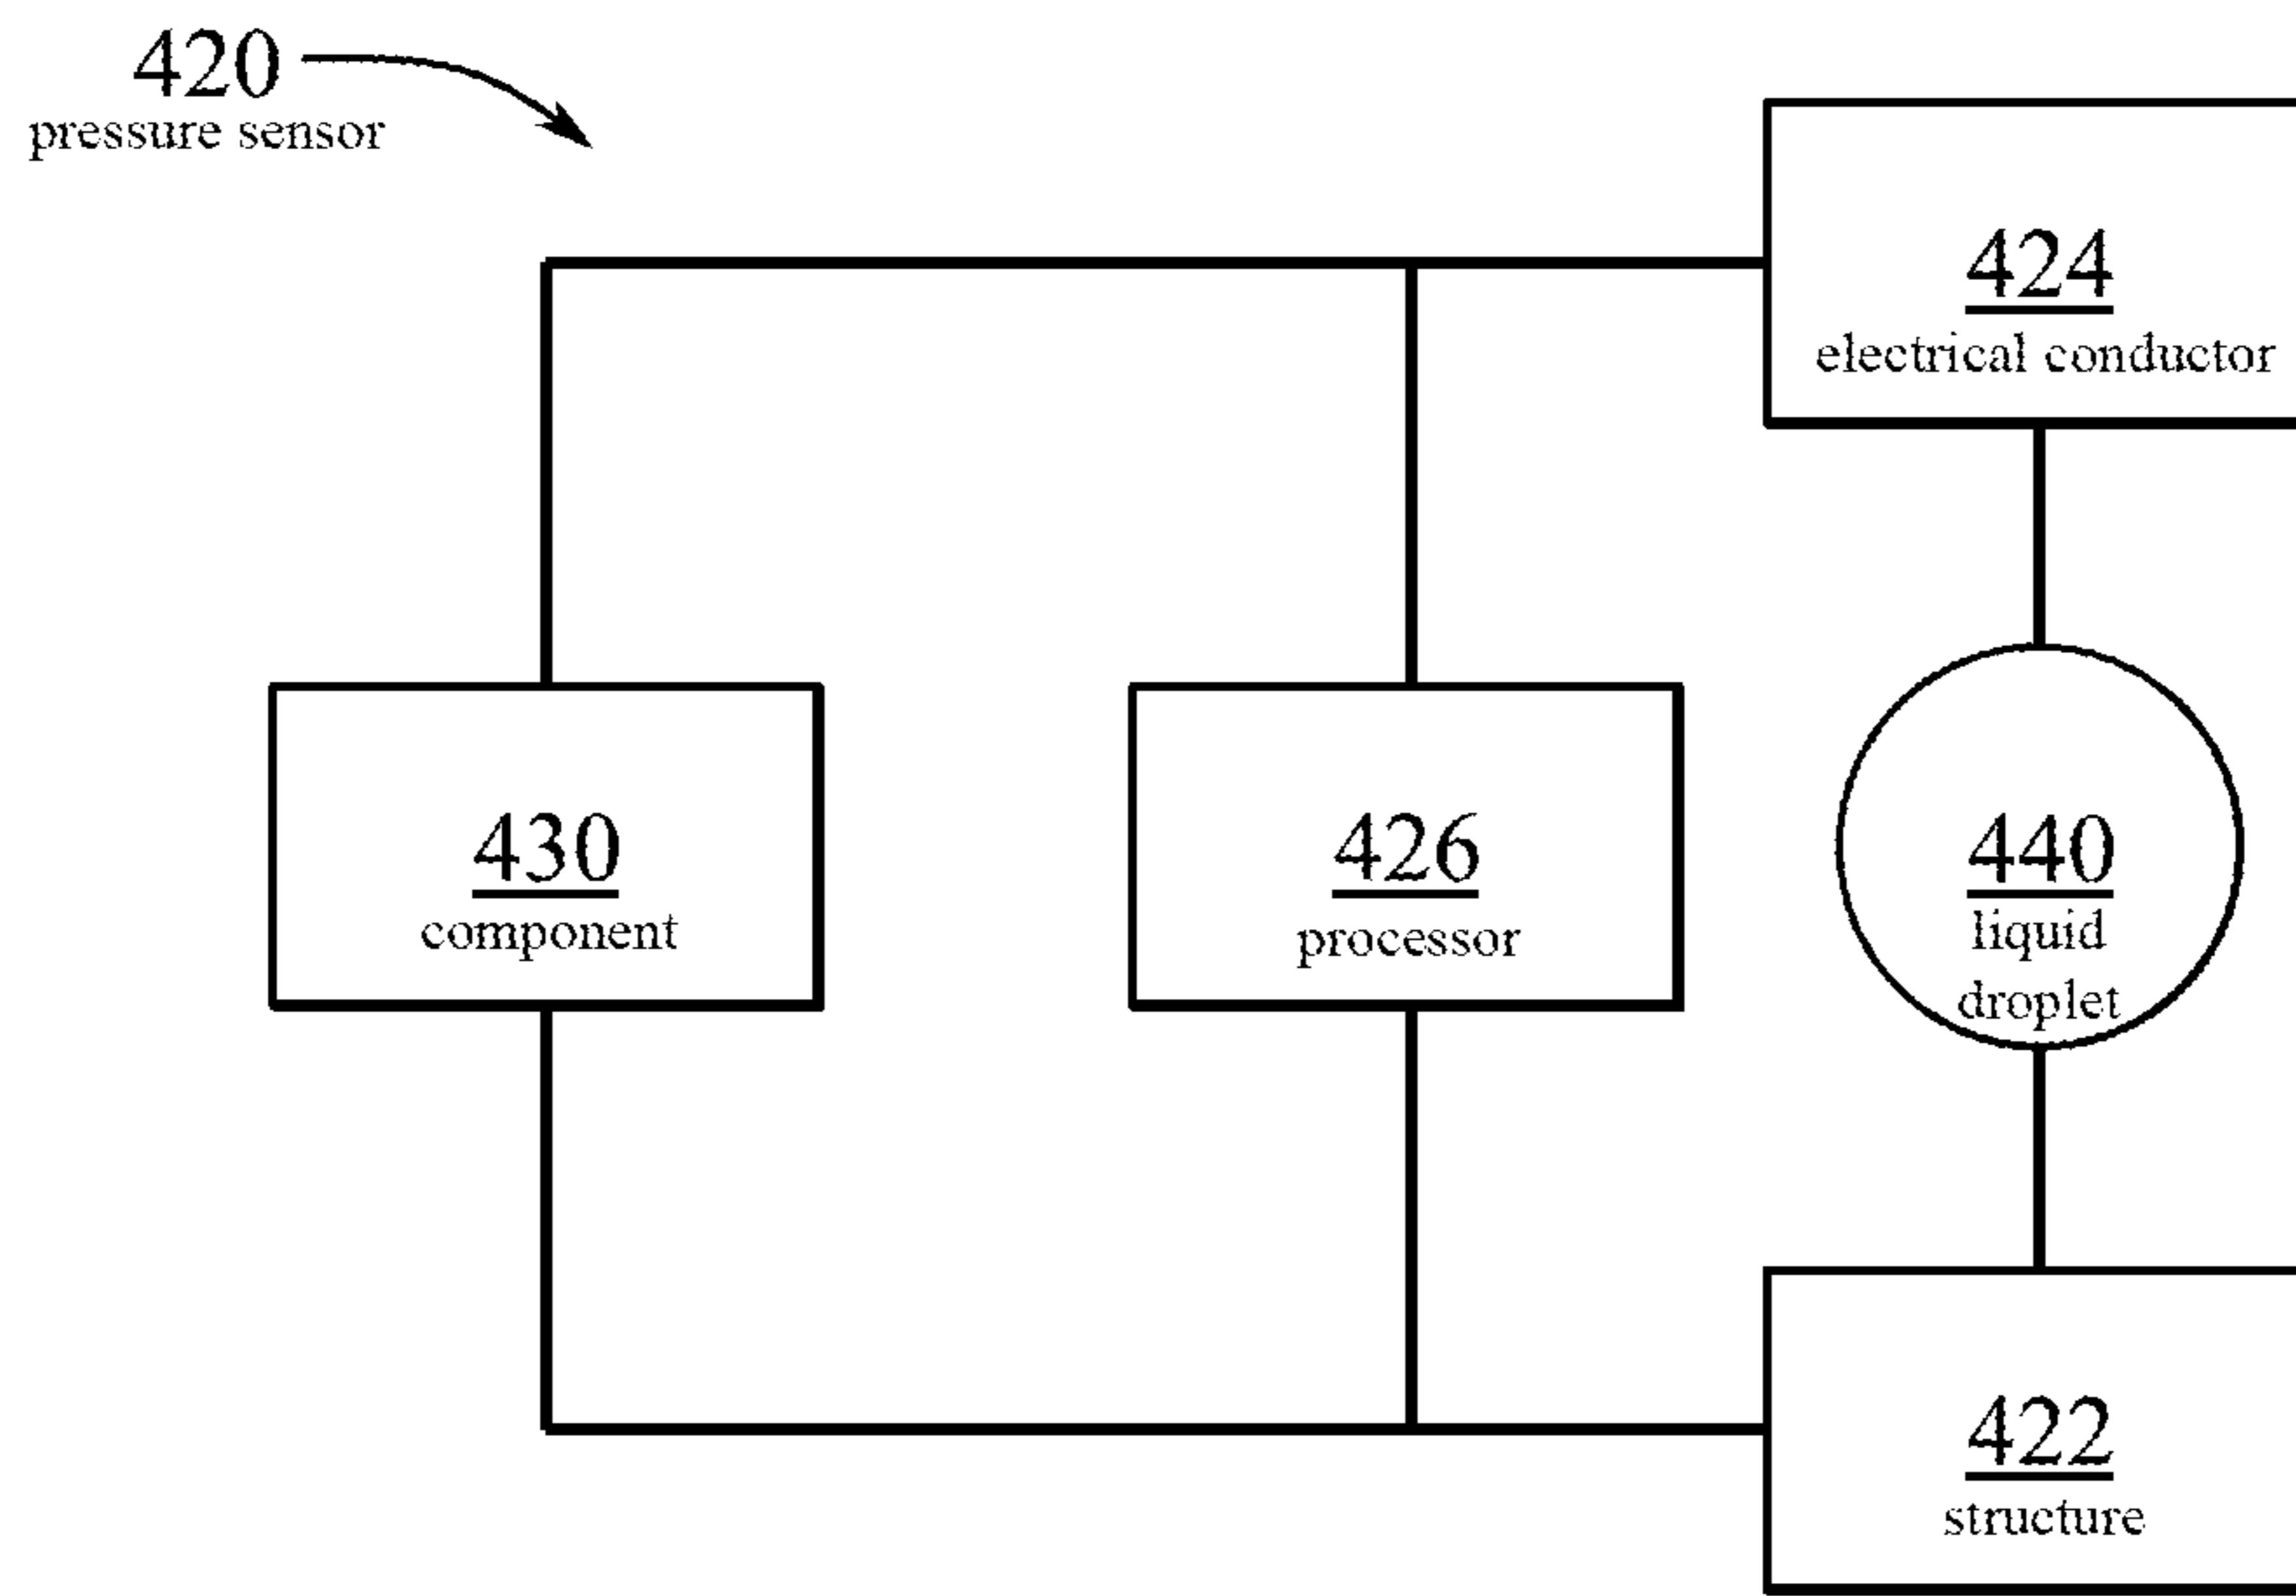 420
pressure sensor
424
electrical conductor
430
component
426
processor
440
liquid
droplet
422
structure